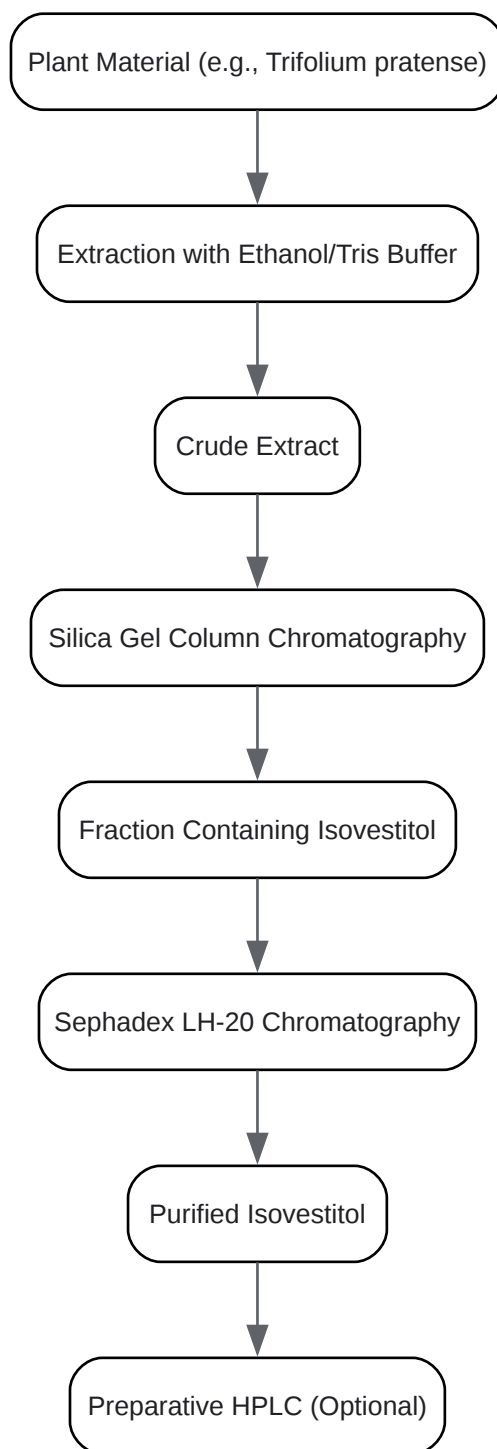 Plant Material (e.g., Trifolium pratense)
Extraction with Ethanol/Tris Buffer
Crude Extract
Silica Gel Column Chromatography
Fraction Containing Isovestitol
Sephadex LH-20 Chromatography
Purified Isovestitol
Preparative HPLC (Optional)